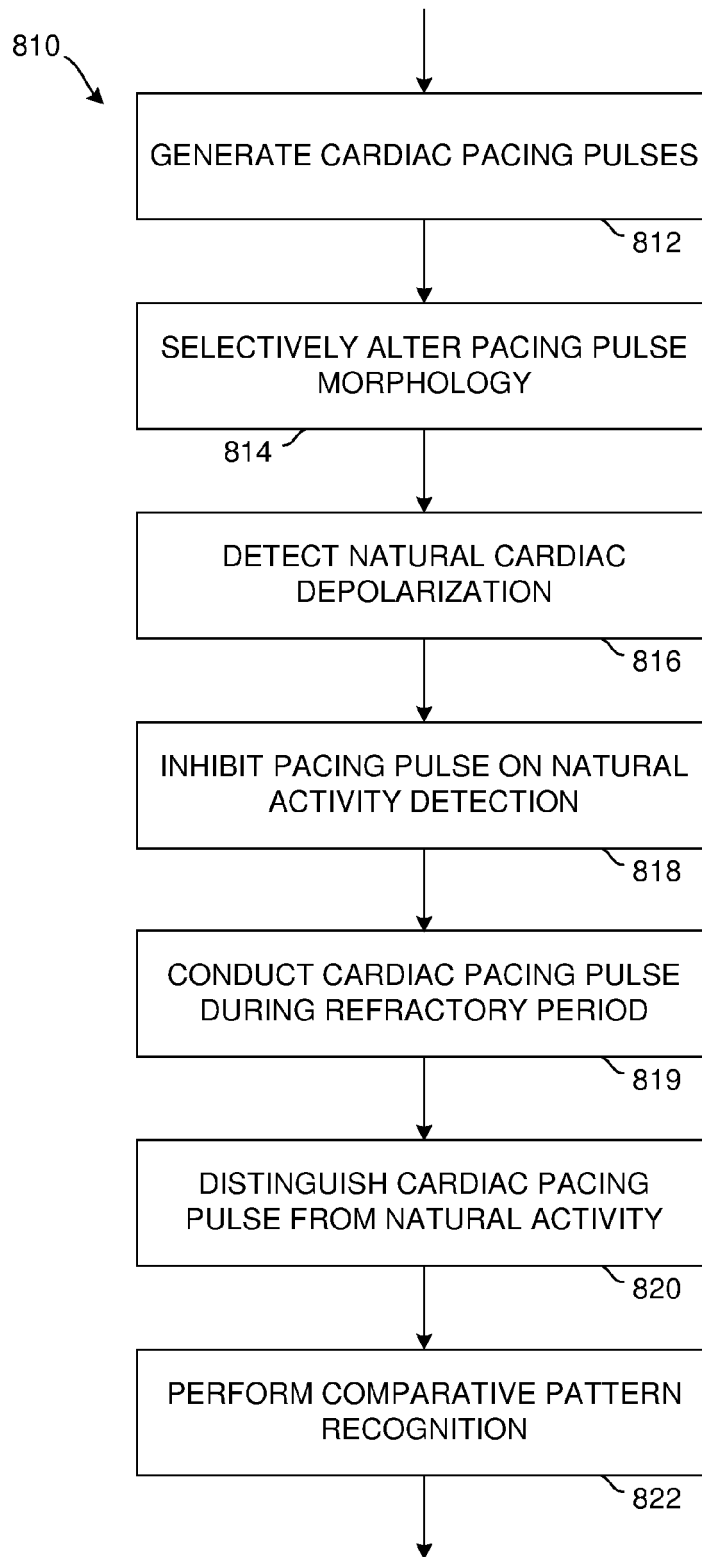 810
GENERATE CARDIAC PACING PULSES
812
SELECTIVELY ALTER PACING PULSE
MORPHOLOGY
814
DETECT NATURAL CARDIAC
DEPOLARIZATION
816
INHIBIT PACING PULSE ON NATURAL
ACTIVITY DETECTION
818
CONDUCT CARDIAC PACING PULSE
DURING REFRACTORY PERIOD
819
DISTINGUISH CARDIAC PACING
PULSE FROM NATURAL ACTIVITY
820
PERFORM COMPARATIVE PATTERN
RECOGNITION
822